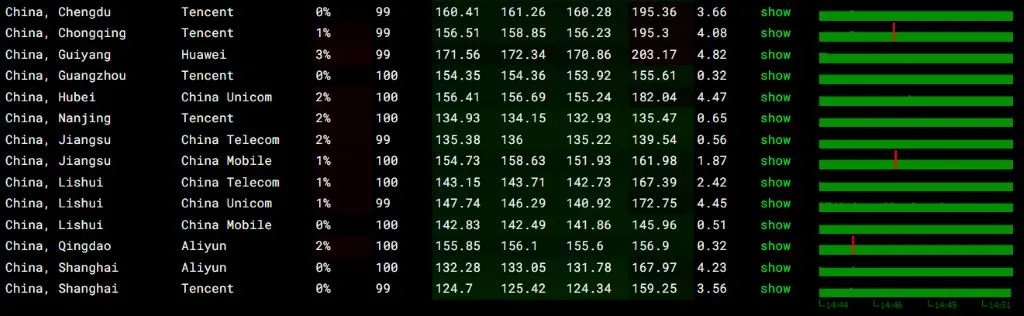 China, Chengdu Tencent 0% 99 160.41 161.26 160.28 195.36 3.66 show
China, Chongqing Tencent 1% 99 156.51 158.85 156.23 195.3 4.08 show
China, Guiyang Huawei 3% 99 171.56 172.34 170.86 203.17 4.82 show
China, Guangzhou Tencent 0% 100 154.35 154.36 153.92 155.61 0.32 show
China, Hubei China Unicom 2% 100 156.41 156.69 155.24 182.04 4.47 show
China, Nanjing Tencent 2% 100 134.93 134.15 132.93 135.47 0.65 show
China, Jiangsu China Telecom 2% 99 135.38 136 135.22 139.54 0.56 show
China, Jiangsu China Mobile 1% 100 154.73 158.63 151.93 161.98 1.87 show
China, Lishui China Telecom 1% 100 143.15 143.71 142.73 167.39 2.42 show
China, Lishui China Unicom 1% 99 147.74 146.29 140.92 172.75 4.45 show
China, Lishui China Mobile 0% 100 142.83 142.49 141.86 145.96 0.51 show
China, Qingdao Aliyun 2% 100 155.85 156.1 155.6 156.9 0.32 show
China, Shanghai Aliyun 0% 100 132.28 133.05 131.78 167.97 4.23 show
China, Shanghai Tencent 0% 99 124.7 125.42 124.34 159.25 3.56 show
14:44 14:46 14:49 14:51